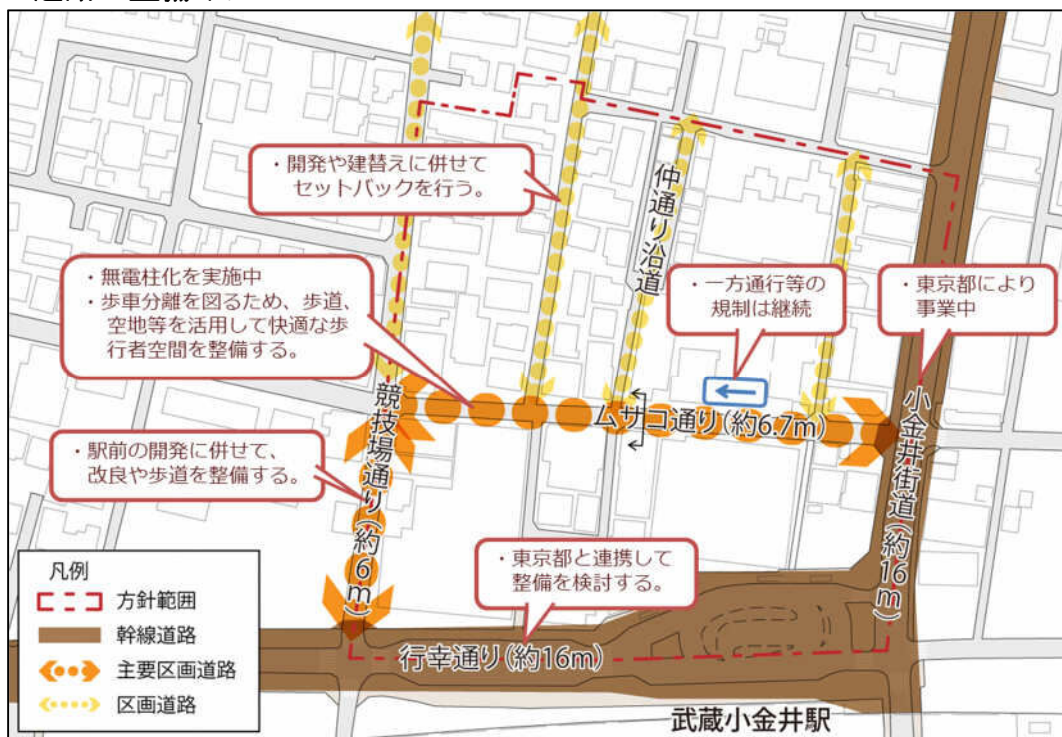 ・開発や建替えに併せて
セットバックを行う。
仲通り沿道
・無電柱化を実施中
・歩車分離を図るため、歩道、
空地等を活用して快適な歩
行者空間を整備する。
・一方通行等の
規制は継続
・東京都により
事業中
ムサコ通り(約6.7m)
競技場通り(約6m)
小金井街道(約16m)
・駅前の開発に併せて、
改良や歩道を整備する。
・東京都と連携して
整備を検討する。
行幸通り(約16m)
武蔵小金井駅
凡例
方針範囲
幹線道路
主要区画道路
区画道路